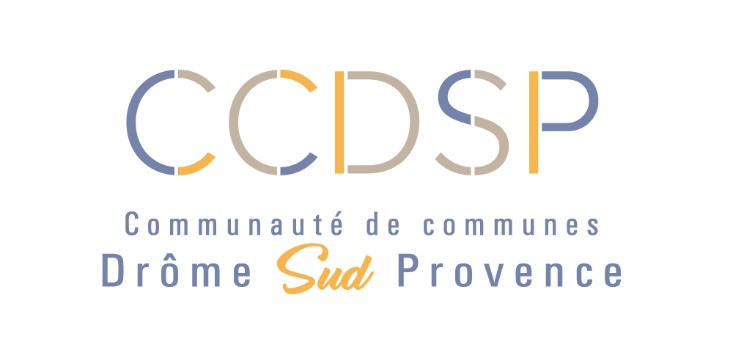 CCDSP
Communauté de communes
Drôme Sud Provence